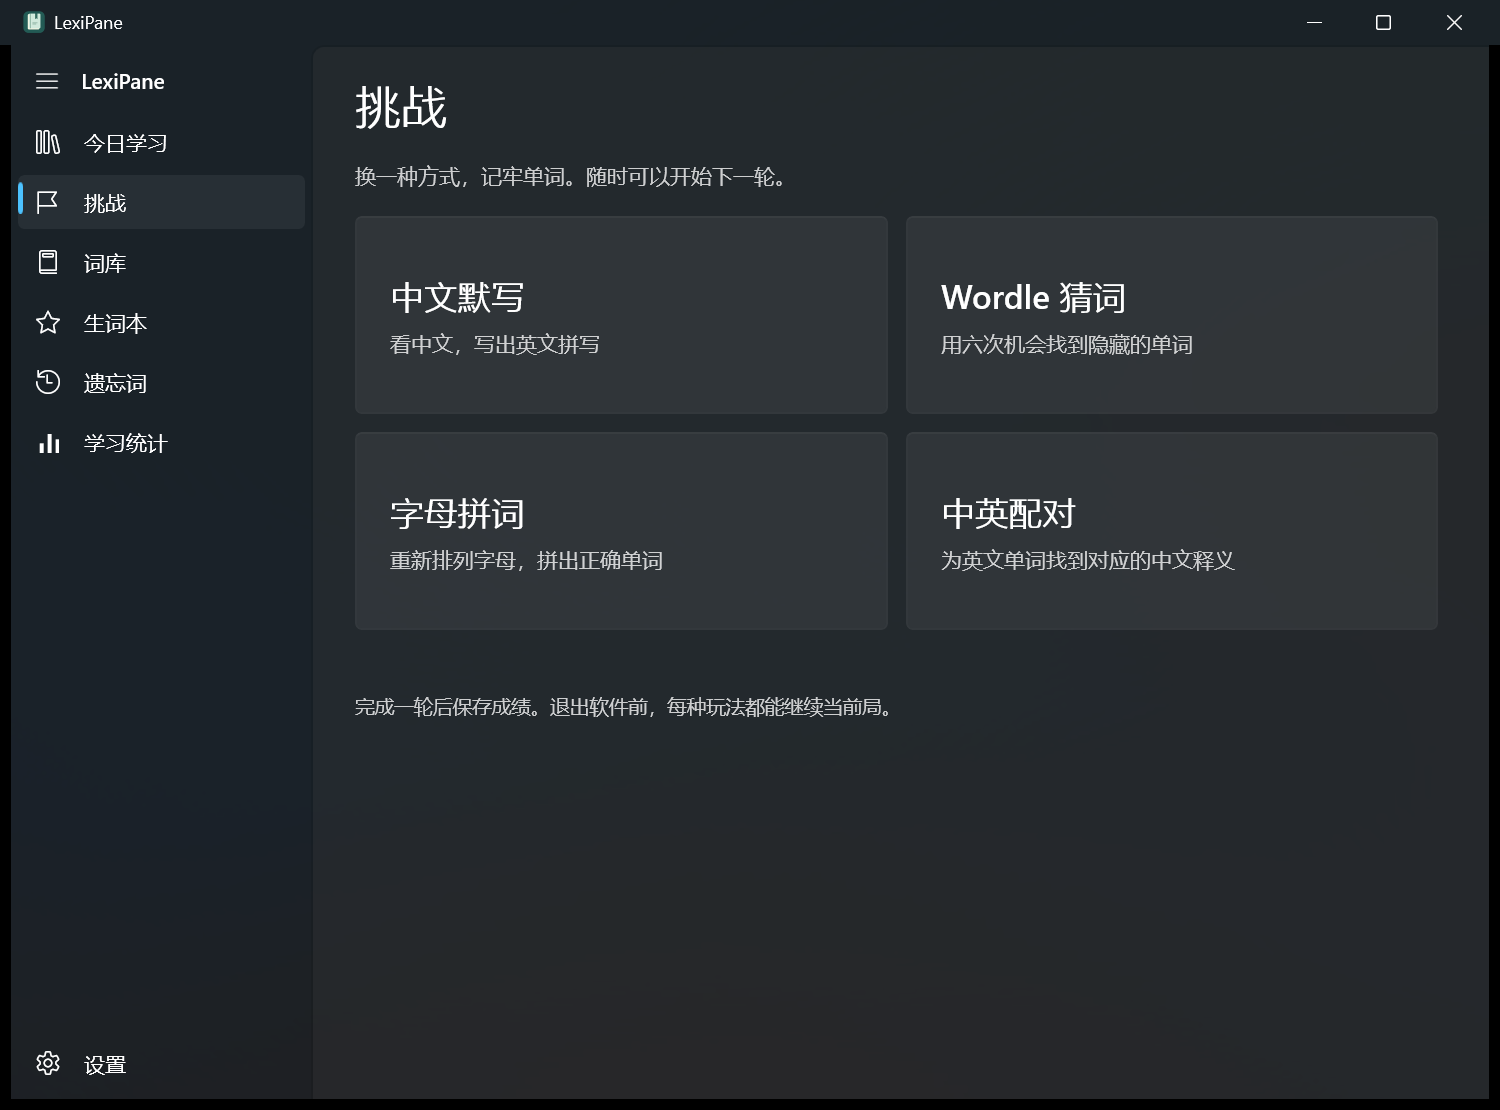 LexiPane
LexiPane
今日学习
挑战
词库
生词本
遗忘词
学习统计
设置
挑战
换一种方式，记牢单词。随时可以开始下一轮。
中文默写
看中文，写出英文拼写
Wordle 猜词
用六次机会找到隐藏的单词
字母拼词
重新排列字母，拼出正确单词
中英配对
为英文单词找到对应的中文释义
完成一轮后保存成绩。退出软件前，每种玩法都能继续当前局。